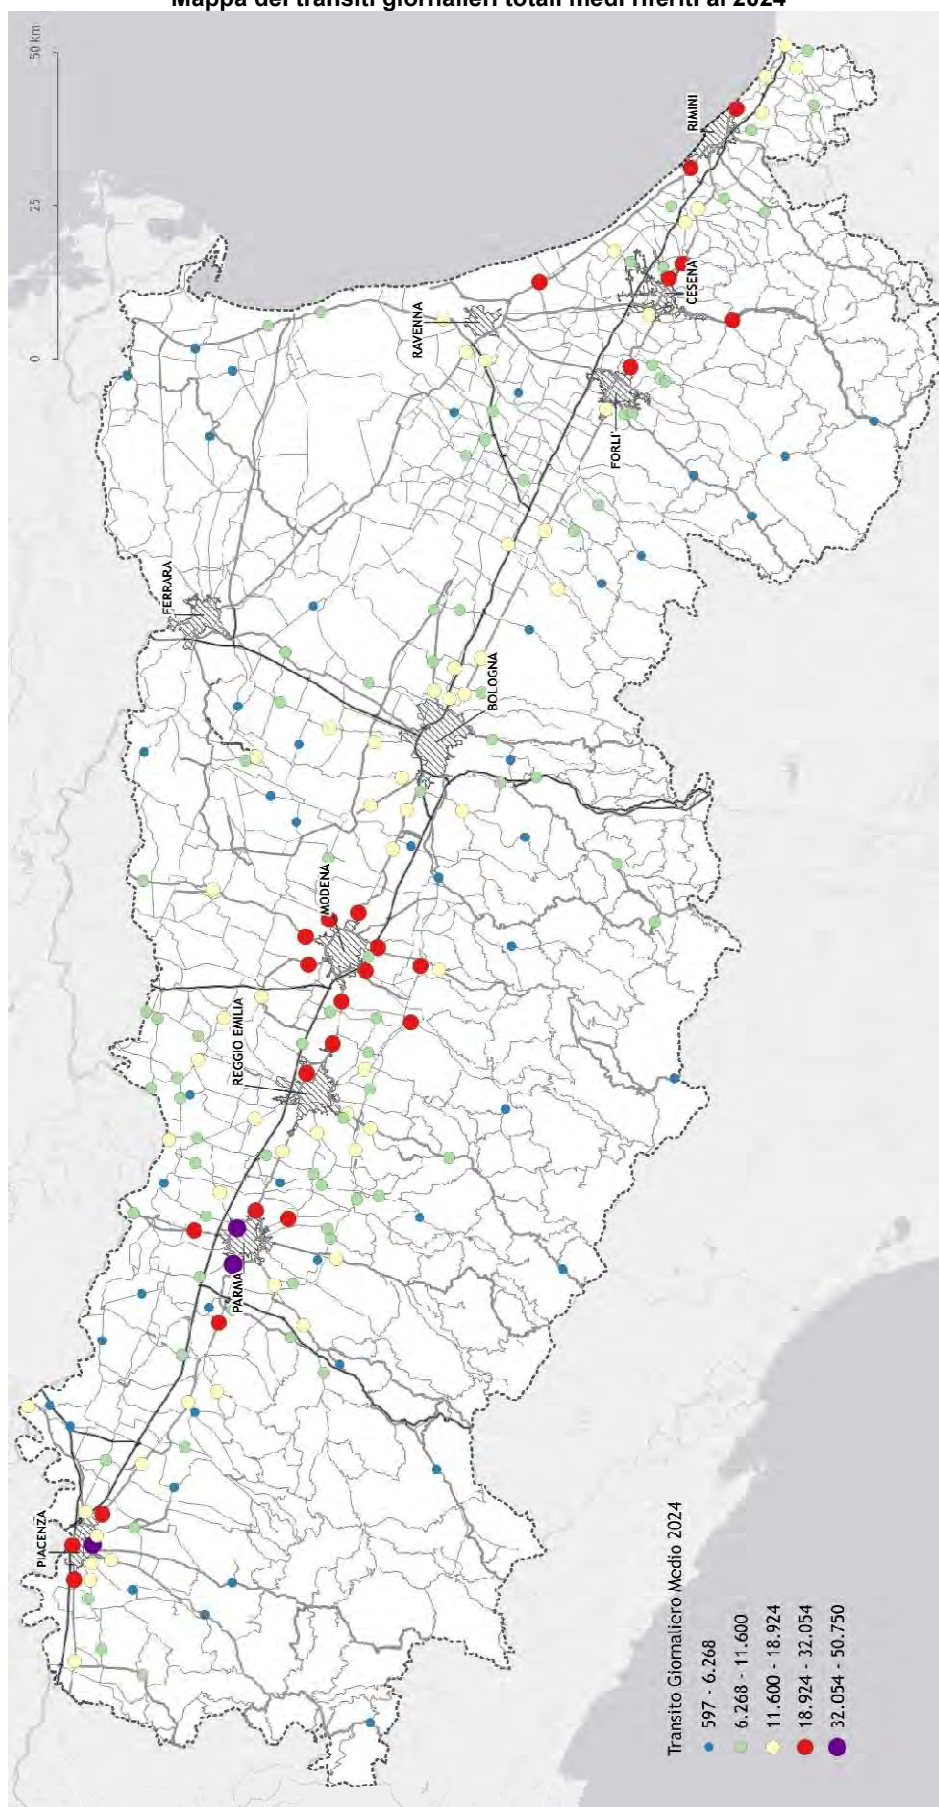 Mappa dei transiti giornalieri totali medi riferiti al 2024
0 25 50 km
PIACENZA
PARMA
REGGIO EMILIA
MODENA
BOLOGNA
FERRARA
RAVENNA
FORLI'
CESENA
RIMINI
Transito Giornaliero Medio 2024
597 - 6.268
6.268 - 11.600
11.600 - 18.924
18.924 - 32.054
32.054 - 50.750